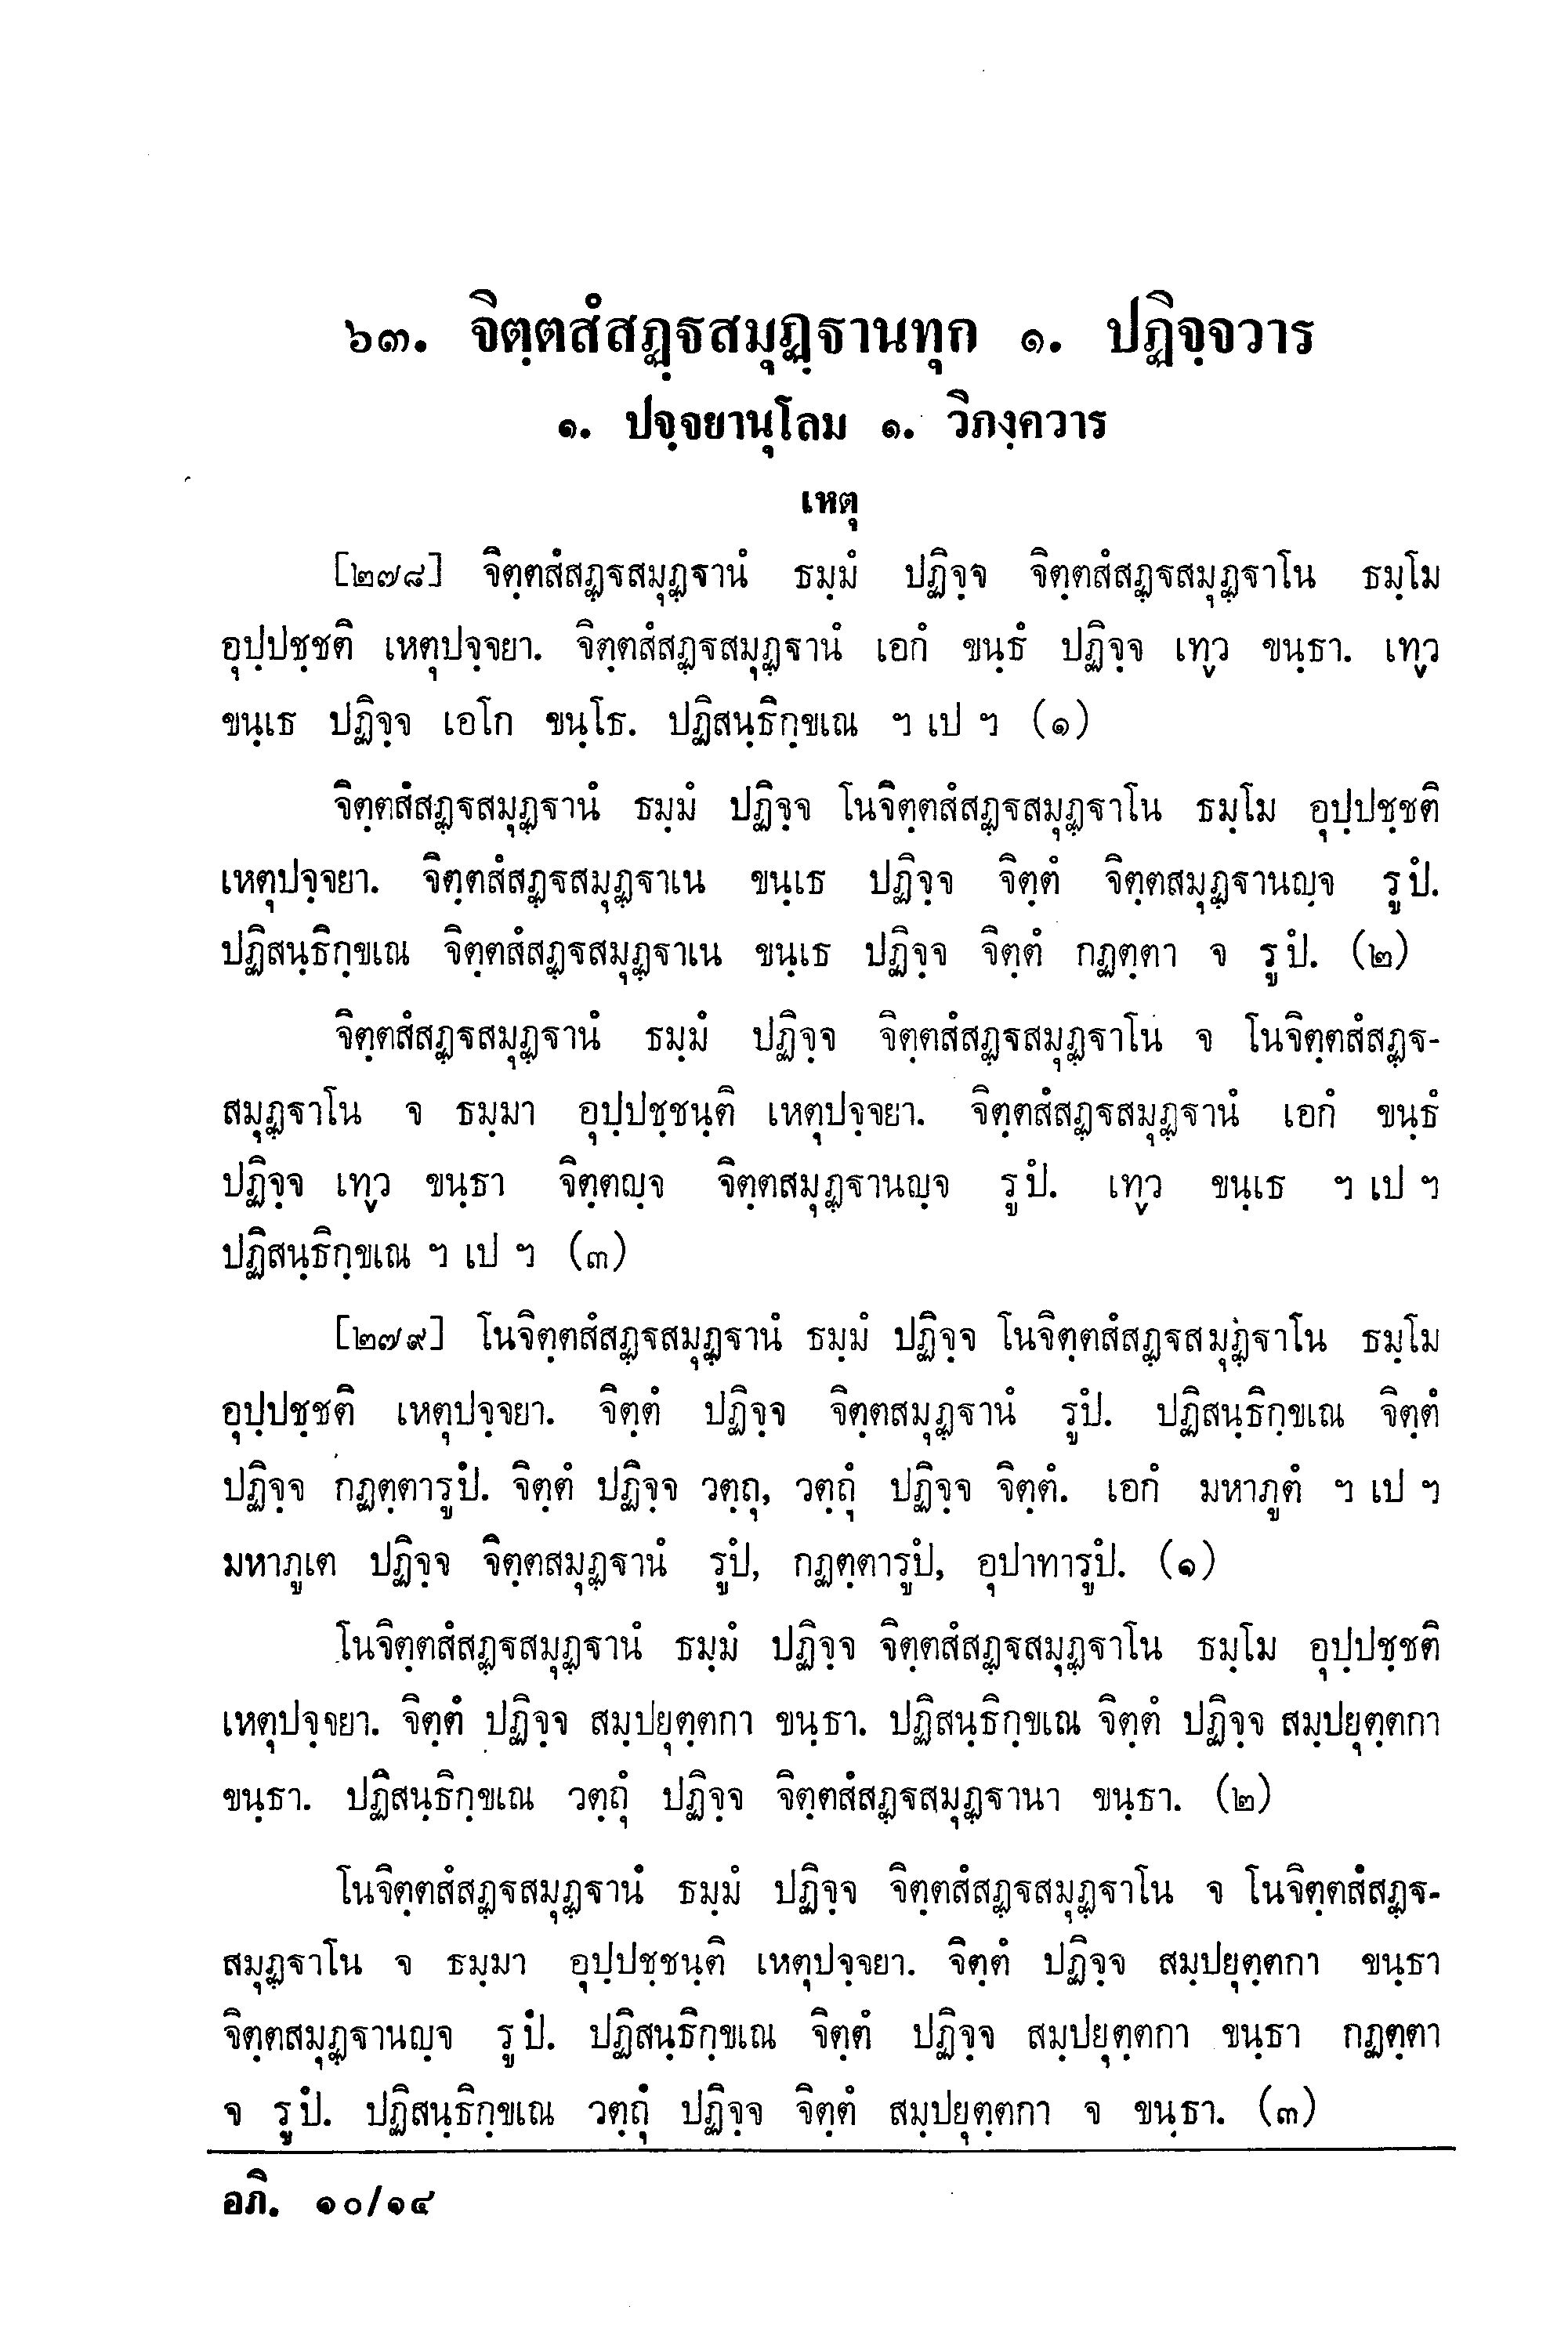 ๖๓. จิตฺตสํสฏฺฐสมุฏฺฐานทุก ๑. ปฏิจฺจวาร
๑. ปจฺจยานุโลม ๑. วิภงฺควาร
เหตุ
[๒๗๘] จิตฺตสํสฏฺฐสมุฏฺฐานํ ธมฺมํ ปฏิจฺจ จิตฺตสํสฏฺฐสมุฏฺฐาโน ธมฺโม
อุปฺปชฺชติ เหตุปจฺจยา. จิตฺตสํสฏฺฐสมุฏฺฐานํ เอกํ ขนฺธํ ปฏิจฺจ เทฺว ขนฺธา. เทฺว
ขนฺเธ ปฏิจฺจ เอโก ขนฺโธ. ปฏิสนฺธิกฺขเณ ฯ เป ฯ (๑)
จิตฺตสํสฏฺฐสมุฏฺฐานํ ธมฺมํ ปฏิจฺจ โนจิตฺตสํสฏฺฐสมุฏฺฐาโน ธมฺโม อุปฺปชฺชติ
เหตุปจฺจยา. จิตฺตสํสฏฺฐสมุฏฺฐาเน ขนฺเธ ปฏิจฺจ จิตฺตํ จิตฺตสมุฏฺฐานญฺจ รูปํ.
ปฏิสนฺธิกฺขเณ จิตฺตสํสฏฺฐสมุฏฺฐาเน ขนฺเธ ปฏิจฺจ จิตฺตํ กฏตฺตา จ รูปํ. (๒)
จิตฺตสํสฏฺฐสมุฏฺฐานํ ธมฺมํ ปฏิจฺจ จิตฺตสํสฏฺฐสมุฏฺฐาโน จ โนจิตฺตสํสฏฺฐ-
สมุฏฺฐาโน จ ธมฺมา อุปฺปชฺชนฺติ เหตุปจฺจยา. จิตฺตสํสฏฺฐสมุฏฺฐานํ เอกํ ขนฺธํ
ปฏิจฺจ เทฺว ขนฺธา จิตฺตญฺจ จิตฺตสมุฏฺฐานญฺจ รูปํ. เทฺว ขนฺเธ ฯ เป ฯ
ปฏิสนฺธิกฺขเณ ฯ เป ฯ (๓)
[๒๗๙] โนจิตฺตสํสฏฺฐสมุฏฺฐานํ ธมฺมํ ปฏิจฺจ โนจิตฺตสํสฏฺฐสมุฏฺฐาโน ธมฺโม
อุปฺปชฺชติ เหตุปจฺจยา. จิตฺตํ ปฏิจฺจ จิตฺตสมุฏฺฐานํ รูปํ. ปฏิสนฺธิกฺขเณ จิตฺตํ
ปฏิจฺจ กฏตฺตารูปํ. จิตฺตํ ปฏิจฺจ วตฺถุ, วตฺถุํ ปฏิจฺจ จิตฺตํ. เอกํ มหาภูตํ ฯ เป ฯ
มหาภูเต ปฏิจฺจ จิตฺตสมุฏฺฐานํ รูปํ, กฏตฺตารูปํ, อุปาทารูปํ. (๑)
โนจิตฺตสํสฏฺฐสมุฏฺฐานํ ธมฺมํ ปฏิจฺจ จิตฺตสํสฏฺฐสมุฏฺฐาโน ธมฺโม อุปฺปชฺชติ
เหตุปจฺจยา. จิตฺตํ ปฏิจฺจ สมฺปยุตฺตกา ขนฺธา. ปฏิสนฺธิกฺขเณ จิตฺตํ ปฏิจฺจ สมฺปยุตฺตกา
ขนฺธา. ปฏิสนฺธิกฺขเณ วตฺถุํ ปฏิจฺจ จิตฺตสํสฏฺฐสมุฏฺฐานา ขนฺธา. (๒)
โนจิตฺตสํสฏฺฐสมุฏฺฐานํ ธมฺมํ ปฏิจฺจ จิตฺตสํสฏฺฐสมุฏฺฐาโน จ โนจิตฺตสํสฏฺฐ-
สมุฏฺฐาโน จ ธมฺมา อุปฺปชฺชนฺติ เหตุปจฺจยา. จิตฺตํ ปฏิจฺจ สมฺปยุตฺตกา ขนฺธา
จิตฺตสมุฏฺฐานญฺจ รูปํ. ปฏิสนฺธิกฺขเณ จิตฺตํ ปฏิจฺจ สมฺปยุตฺตกา ขนฺธา กฏตฺตา
จ รูปํ. ปฏิสนฺธิกฺขเณ วตฺถุํ ปฏิจฺจ จิตฺตํ สมฺปยุตฺตกา จ ขนฺธา. (๓)
อภิ. ๑๐/๑๔